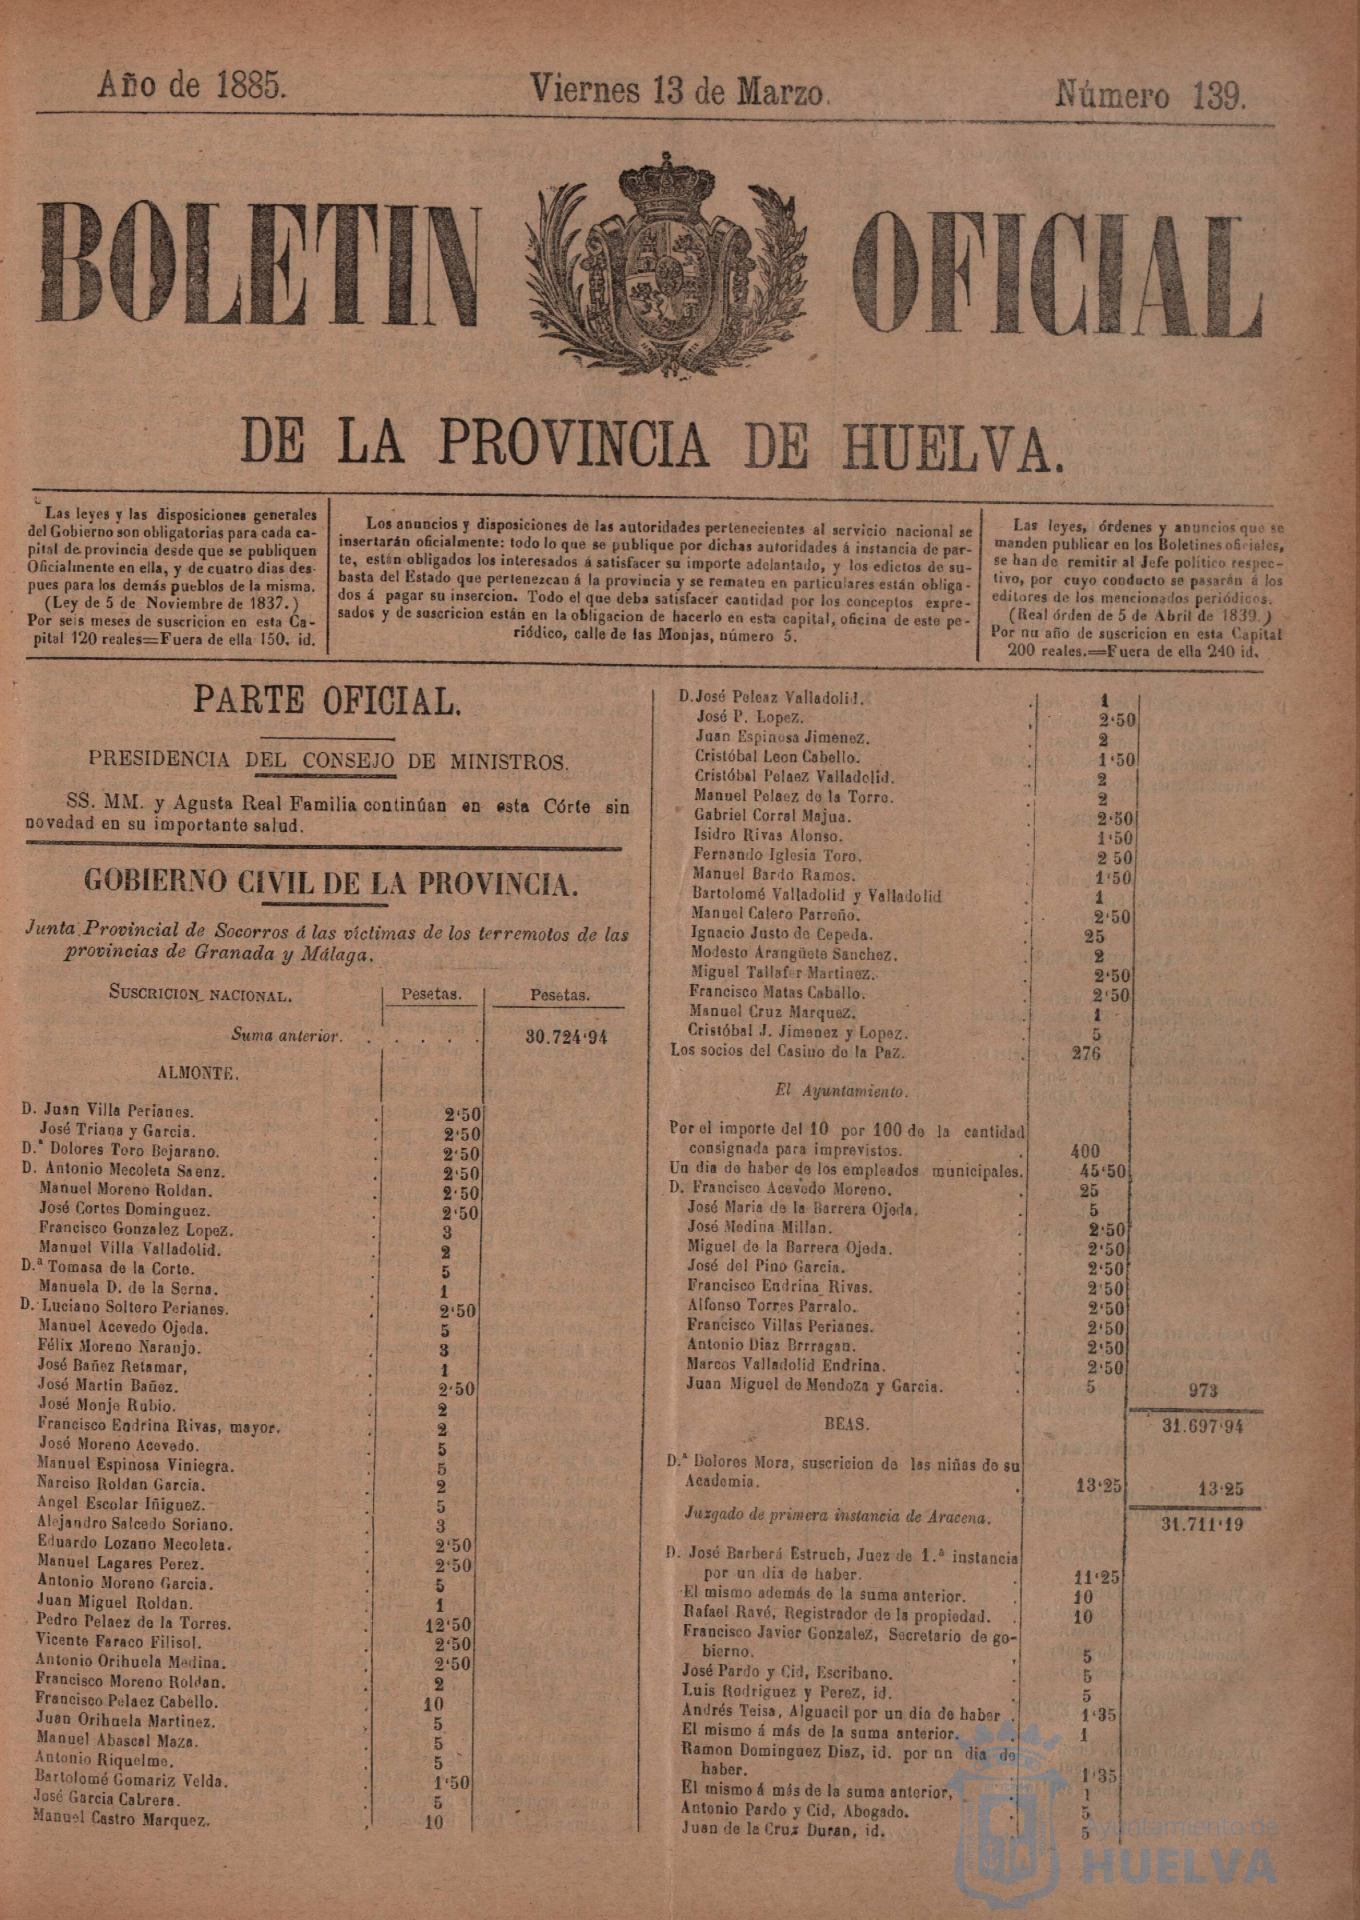 Año de 1885.
Viernes 13 de Marzo.
Número 139.
BOLETIN OFICIAL
DE LA PROVINCIA DE HUELVA.
Las leyes y las disposiciones generales
del Gobierno son obligatorias para cada ca-
pital de provincia desde que se publiquen
Oficialmente en ella, y de cuatro dias des-
pues para los demás pueblos de la misma.
(Ley de 5 de Noviembre de 1837.)
Por seis meses de suscricion en esta Ca-
pital 120 reales=Fuera de ella 150. id.
Los anuncios y disposiciones de las autoridades pertenecientes al servicio nacional se
insertarán oficialmente: todo lo que se publique por dichas autoridades á instancia de par-
te, están obligados los interesados á satisfacer su importe adelantado, y los edictos de su-
basta del Estado que pertenezcan á la provincia y se rematen en particulares están obliga-
dos á pagar su insercion. Todo el que deba satisfacer cantidad por los conceptos expre-
sados y de suscricion están en la obligacion de hacerlo en esta capital, oficina de este pe-
riódico, calle de las Monjas, número 5.
Las leyes, órdenes y anuncios que se
manden publicar en los Boletines oficiales,
se han de remitir al Jefe político respec-
tivo, por cuyo conducto se pasarán á los
editores de los mencionados periódicos.
(Real órden de 5 de Abril de 1839.)
Por nu año de suscricion en esta Capital
200 reales.=Fuera de ella 240 id.
PARTE OFICIAL.
PRESIDENCIA DEL CONSEJO DE MINISTROS.
SS. MM. y Agusta Real Familia continúan en esta Córte sin
novedad en su importante salud.
GOBIERNO CIVIL DE LA PROVINCIA.
Junta Provincial de Socorros á las víctimas de los terremotos de las
provincias de Granada y Málaga.
SUSCRICION NACIONAL. Pesetas. Pesetas.
Suma anterior. . . . . . 30.724'94
ALMONTE.
D. Juan Villa Perianes. . 2'50
José Triana y Garcia. . 2'50
D.ª Dolores Toro Bejarano. . 2'50
D. Antonio Mecoleta Saenz. . 2'50
Manuel Moreno Roldan. . 2'50
José Cortes Dominguez. . 2'50
Francisco Gonzalez Lopez. . 3
Manuel Villa Valladolid. . 2
D.ª Tomasa de la Corte. . 5
Manuela D. de la Serna. . 1
D. Luciano Soltero Perianes. . 2'50
Manuel Acevedo Ojeda. . 5
Félix Moreno Naranjo. . 3
José Bañez Retamar, . 1
José Martin Bañez. . 2'50
José Monje Rubio. . 2
Francisco Endrina Rivas, mayor. . 2
José Moreno Acevedo. . 5
Manuel Espinosa Viniegra. . 5
Narciso Roldan Garcia. . 2
Angel Escolar Iñiguez. . 5
Alejandro Salcedo Soriano. . 3
Eduardo Lozano Mecoleta. . 2'50
Manuel Lagares Perez. . 2'50
Antonio Moreno Garcia. . 5
Juan Miguel Roldan. . 1
Pedro Pelaez de la Torres. . 12'50
Vicente Faraco Filisol. . 2'50
Antonio Orihuela Medina. . 2'50
Francisco Moreno Roldan. . 2
Francisco Pelaez Cabello. . 10
Juan Orihuela Martinez. . 5
Manuel Abascal Maza. . 5
Antonio Riquelme. . 5
Bartolomé Gomariz Velda. . 1'50
José Garcia Cabrera. . 5
Manuel Castro Marquez. . 10
D. José Peleaz Valladolid. . 1
José P. Lopez. . 2'50
Juan Espinosa Jimenez. . 2
Cristóbal Leon Cabello. . 1'50
Cristóbal Pelaez Valladolid. . 2
Manuel Pelaez de la Torre. . 2
Gabriel Corral Majua. . 2'50
Isidro Rivas Alonso. . 1'50
Fernando Iglesia Toro. . 2 50
Manuel Bardo Ramos. . 1'50
Bartolomé Valladolid y Valladolid . 1
Manuel Calero Parreño. . 2'50
Ignacio Justo de Cepeda. . 25
Modesto Arangüete Sanchez. . 2
Miguel Tallafer Martinez. . 2'50
Francisco Matas Caballo. . 2'50
Manuel Cruz Marquez. . 1
Cristóbal J. Jimenez y Lopez. . 5
Los socios del Casino de la Paz. . 276
El Ayuntamiento.
Por el importe del 10 por 100 de la cantidad
consignada para imprevistos. . 400
Un dia de haber de los empleados municipales. 45'50
D. Francisco Acevedo Moreno. . 25
José Maria de la Barrera Ojeda. . 5
José Medina Millan. . 2'50
Miguel de la Barrera Ojeda. . 2'50
José del Pino Garcia. . 2'50
Francisco Endrina Rivas. . 2'50
Alfonso Torres Parralo. . 2'50
Francisco Villas Perianes. . 2'50
Antonio Diaz Brrragan. . 2'50
Marcos Valladolid Endrina. . 2'50
Juan Miguel de Mendoza y Garcia. . 5 973
BEAS. 31.697'94
D.ª Dolores Mora, suscricion de las niñas de su
Academia. . 13'25 13'25
Juzgado de primera instancia de Aracena. 31.711'19
D. José Barberá Estruch, Juez de 1.ª instancia
por un dia de haber. . 11'25
El mismo además de la suma anterior. . 10
Rafael Ravé, Registrador de la propiedad. . 10
Francisco Javier Gonzalez, Secretario de go-
bierno. . 5
José Pardo y Cid, Escribano. . 5
Luis Rodriguez y Perez, id. . 5
Andrés Teisa, Alguacil por un dia de haber . 1'35
El mismo á más de la suma anterior. . 1
Ramon Dominguez Diaz, id. por un dia de
haber. . 1'35
El mismo á más de la suma anterior, . 1
Antonio Pardo y Cid, Abogado. . 5
Juan de la Cruz Duran, id. . 5
Ayuntamiento de
HUELVA